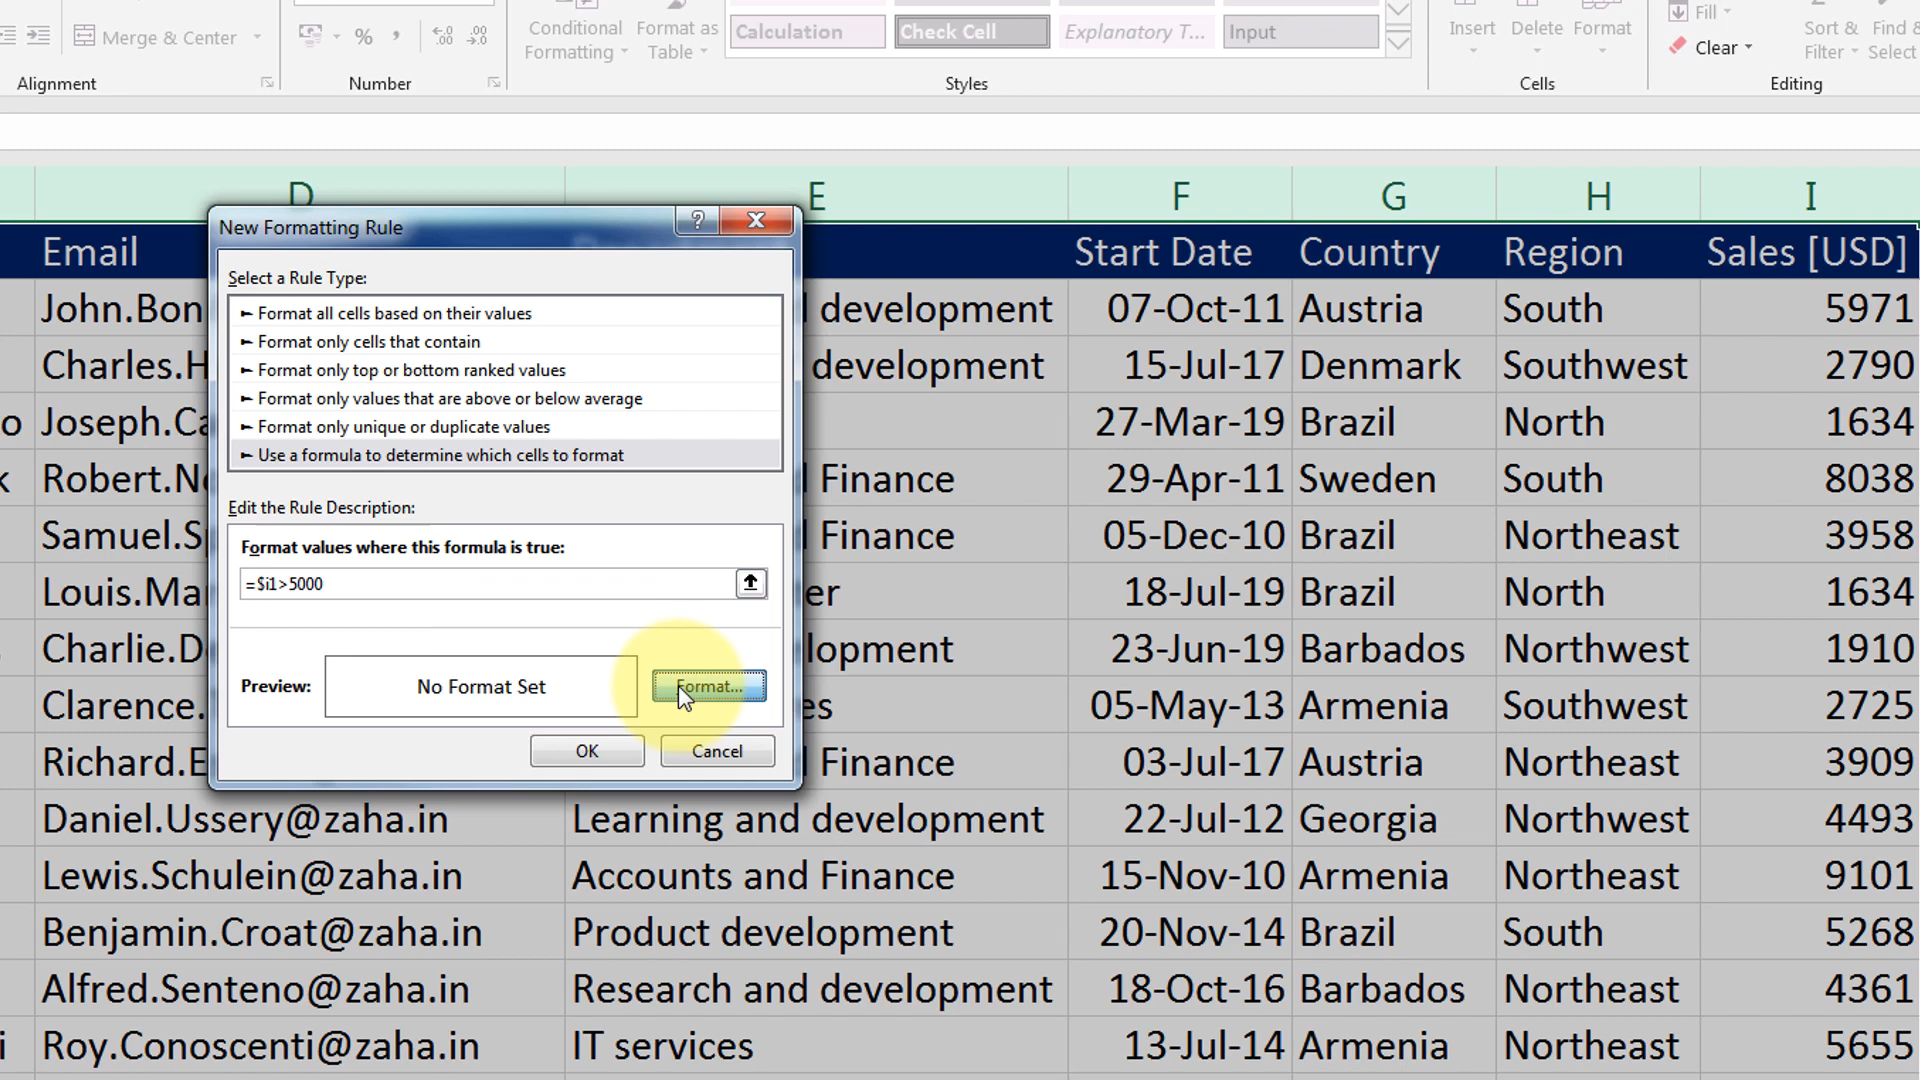 Merge & Center
%
Conditional
Formatting
Format as
Table
Calculation
Check Cell
Explanatory T...
Input
Insert
Delete
Format
Fill
Clear
Sort &
Filter
Find &
Select
Alignment
Number
Styles
Cells
Editing
D E F G H I
Email Start Date Country Region Sales [USD]
New Formatting Rule
?
Select a Rule Type:
► Format all cells based on their values
► Format only cells that contain
► Format only top or bottom ranked values
► Format only values that are above or below average
► Format only unique or duplicate values
► Use a formula to determine which cells to format
Edit the Rule Description:
Format values where this formula is true:
=$i1>5000
Preview:
No Format Set
Format...
OK
Cancel
John.Bon development 07-Oct-11 Austria South 5971
Charles.H development 15-Jul-17 Denmark Southwest 2790
o Joseph.Ca 27-Mar-19 Brazil North 1634
k Robert.No Finance 29-Apr-11 Sweden South 8038
Samuel.Sp Finance 05-Dec-10 Brazil Northeast 3958
Louis.Mar er 18-Jul-19 Brazil North 1634
Charlie.D lopment 23-Jun-19 Barbados Northwest 1910
Clarence. es 05-May-13 Armenia Southwest 2725
Richard.E Finance 03-Jul-17 Austria Northeast 3909
Daniel.Ussery@zaha.in Learning and development 22-Jul-12 Georgia Northwest 4493
Lewis.Schulein@zaha.in Accounts and Finance 15-Nov-10 Armenia Northeast 9101
Benjamin.Croat@zaha.in Product development 20-Nov-14 Brazil South 5268
Alfred.Senteno@zaha.in Research and development 18-Oct-16 Barbados Northeast 4361
i Roy.Conoscenti@zaha.in IT services 13-Jul-14 Armenia Northeast 5655